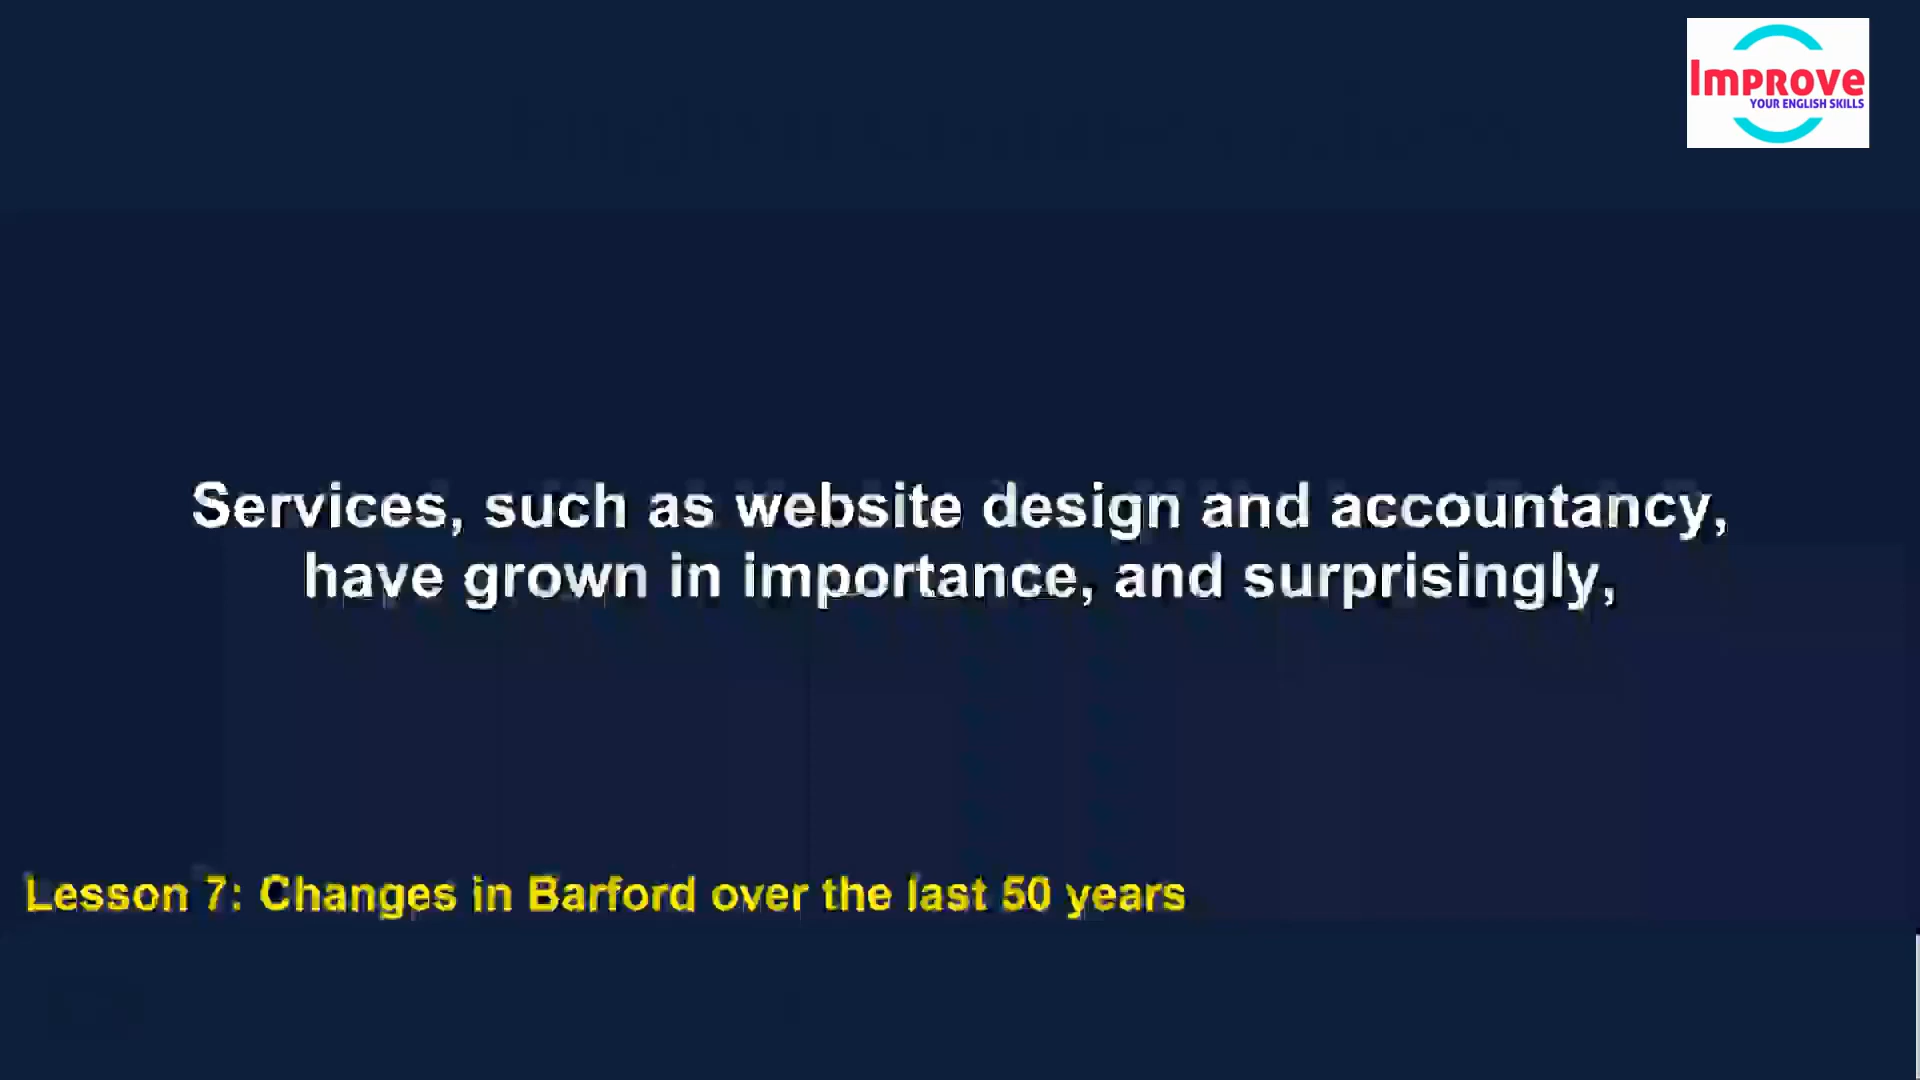 Improve
YOUR ENGLISH SKILLS
Services, such as website design and accountancy,
have grown in importance, and surprisingly,
Lesson 7: Changes in Barford over the last 50 years